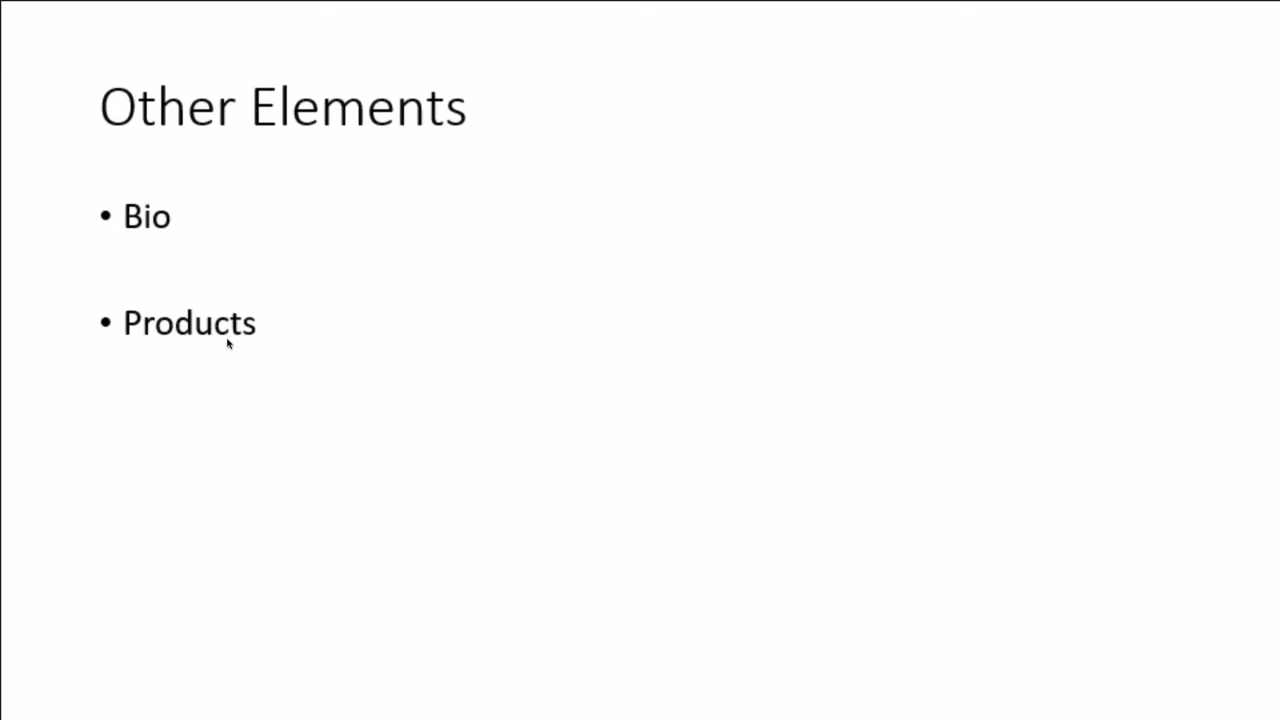 Other Elements
• Bio
• Products